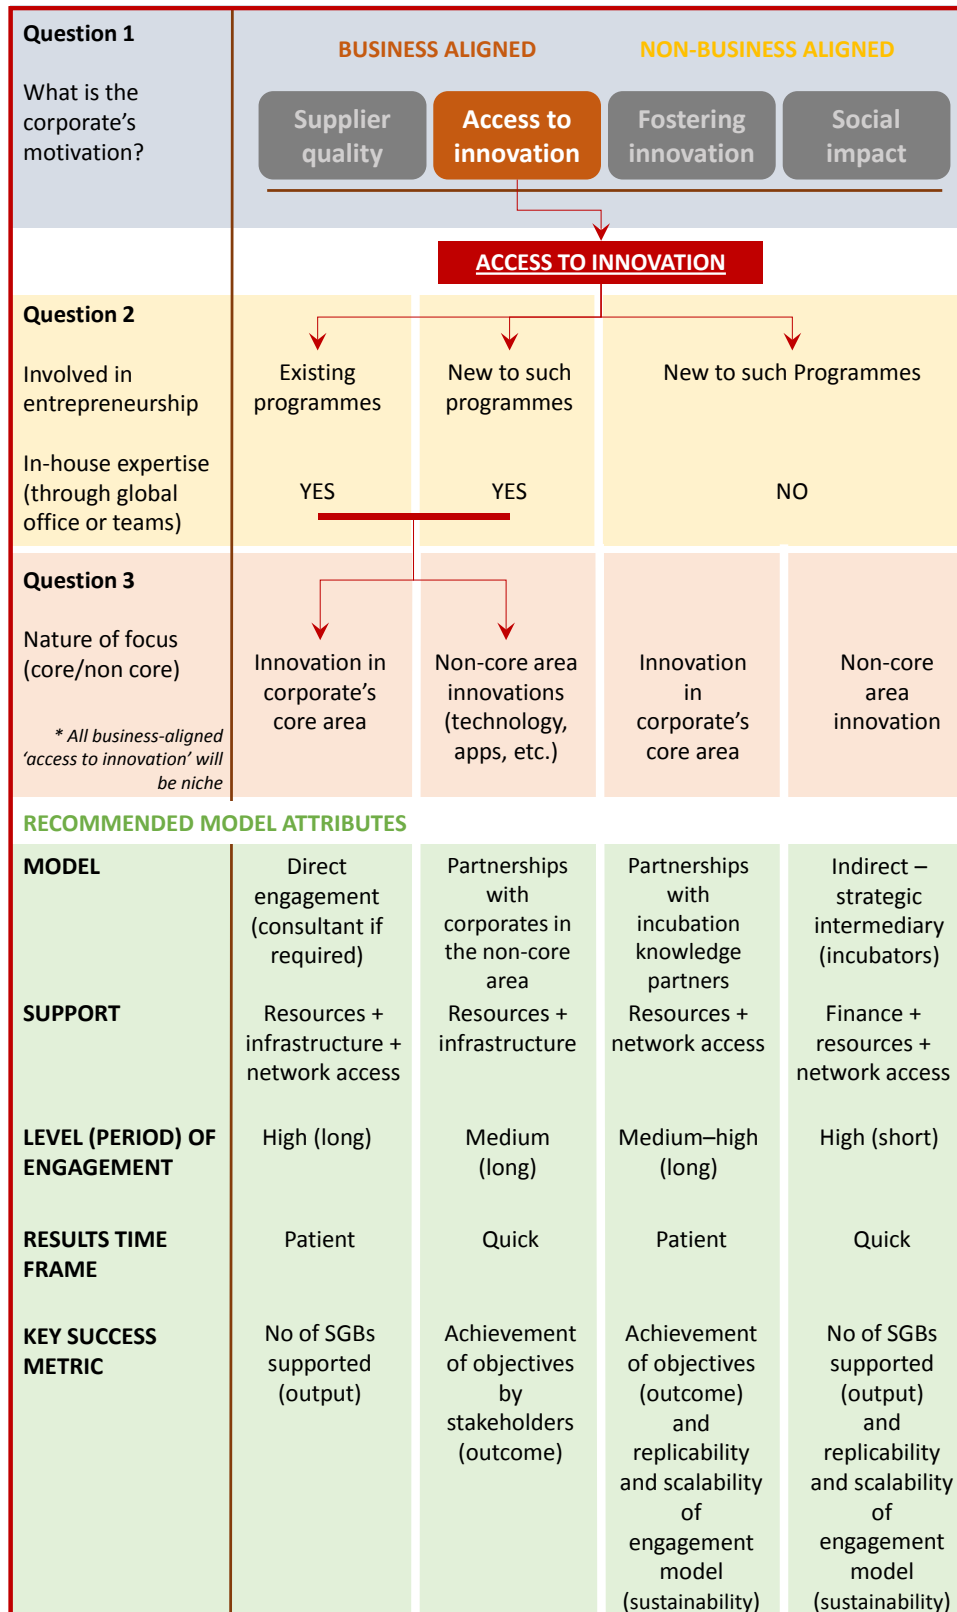 Question 1
What is the
corporate's
motivation?
BUSINESS ALIGNED
NON-BUSINESS ALIGNED
Supplier
quality
Access to
innovation
Fostering
innovation
Social
impact
ACCESS TO INNOVATION
Question 2
Involved in
entrepreneurship
Existing
programmes
New to such
programmes
New to such Programmes
In-house expertise
(through global
office or teams)
YES
YES
NO
Question 3
Nature of focus
(core/non core)
* All business-aligned
‘access to innovation’ will
be niche
Innovation in
corporate's
core area
Non-core area
innovations
(technology,
apps, etc.)
Innovation
in
corporate's
core area
Non-core
area
innovation
RECOMMENDED MODEL ATTRIBUTES
MODEL
Direct
engagement
(consultant if
required)
Partnerships
with
corporates in
the non-core
area
Partnerships
with
incubation
knowledge
partners
Indirect –
strategic
intermediary
(incubators)
SUPPORT
Resources +
infrastructure +
network access
Resources +
infrastructure
Resources +
network access
Finance +
resources +
network access
LEVEL (PERIOD) OF
ENGAGEMENT
High (long)
Medium
(long)
Medium–high
(long)
High (short)
RESULTS TIME
FRAME
Patient
Quick
Patient
Quick
KEY SUCCESS
METRIC
No of SGBs
supported
(output)
Achievement
of objectives
by
stakeholders
(outcome)
Achievement
of objectives
(outcome)
and
replicability
and scalability
of
engagement
model
(sustainability)
No of SGBs
supported
(output)
and
replicability
and scalability
of
engagement
model
(sustainability)